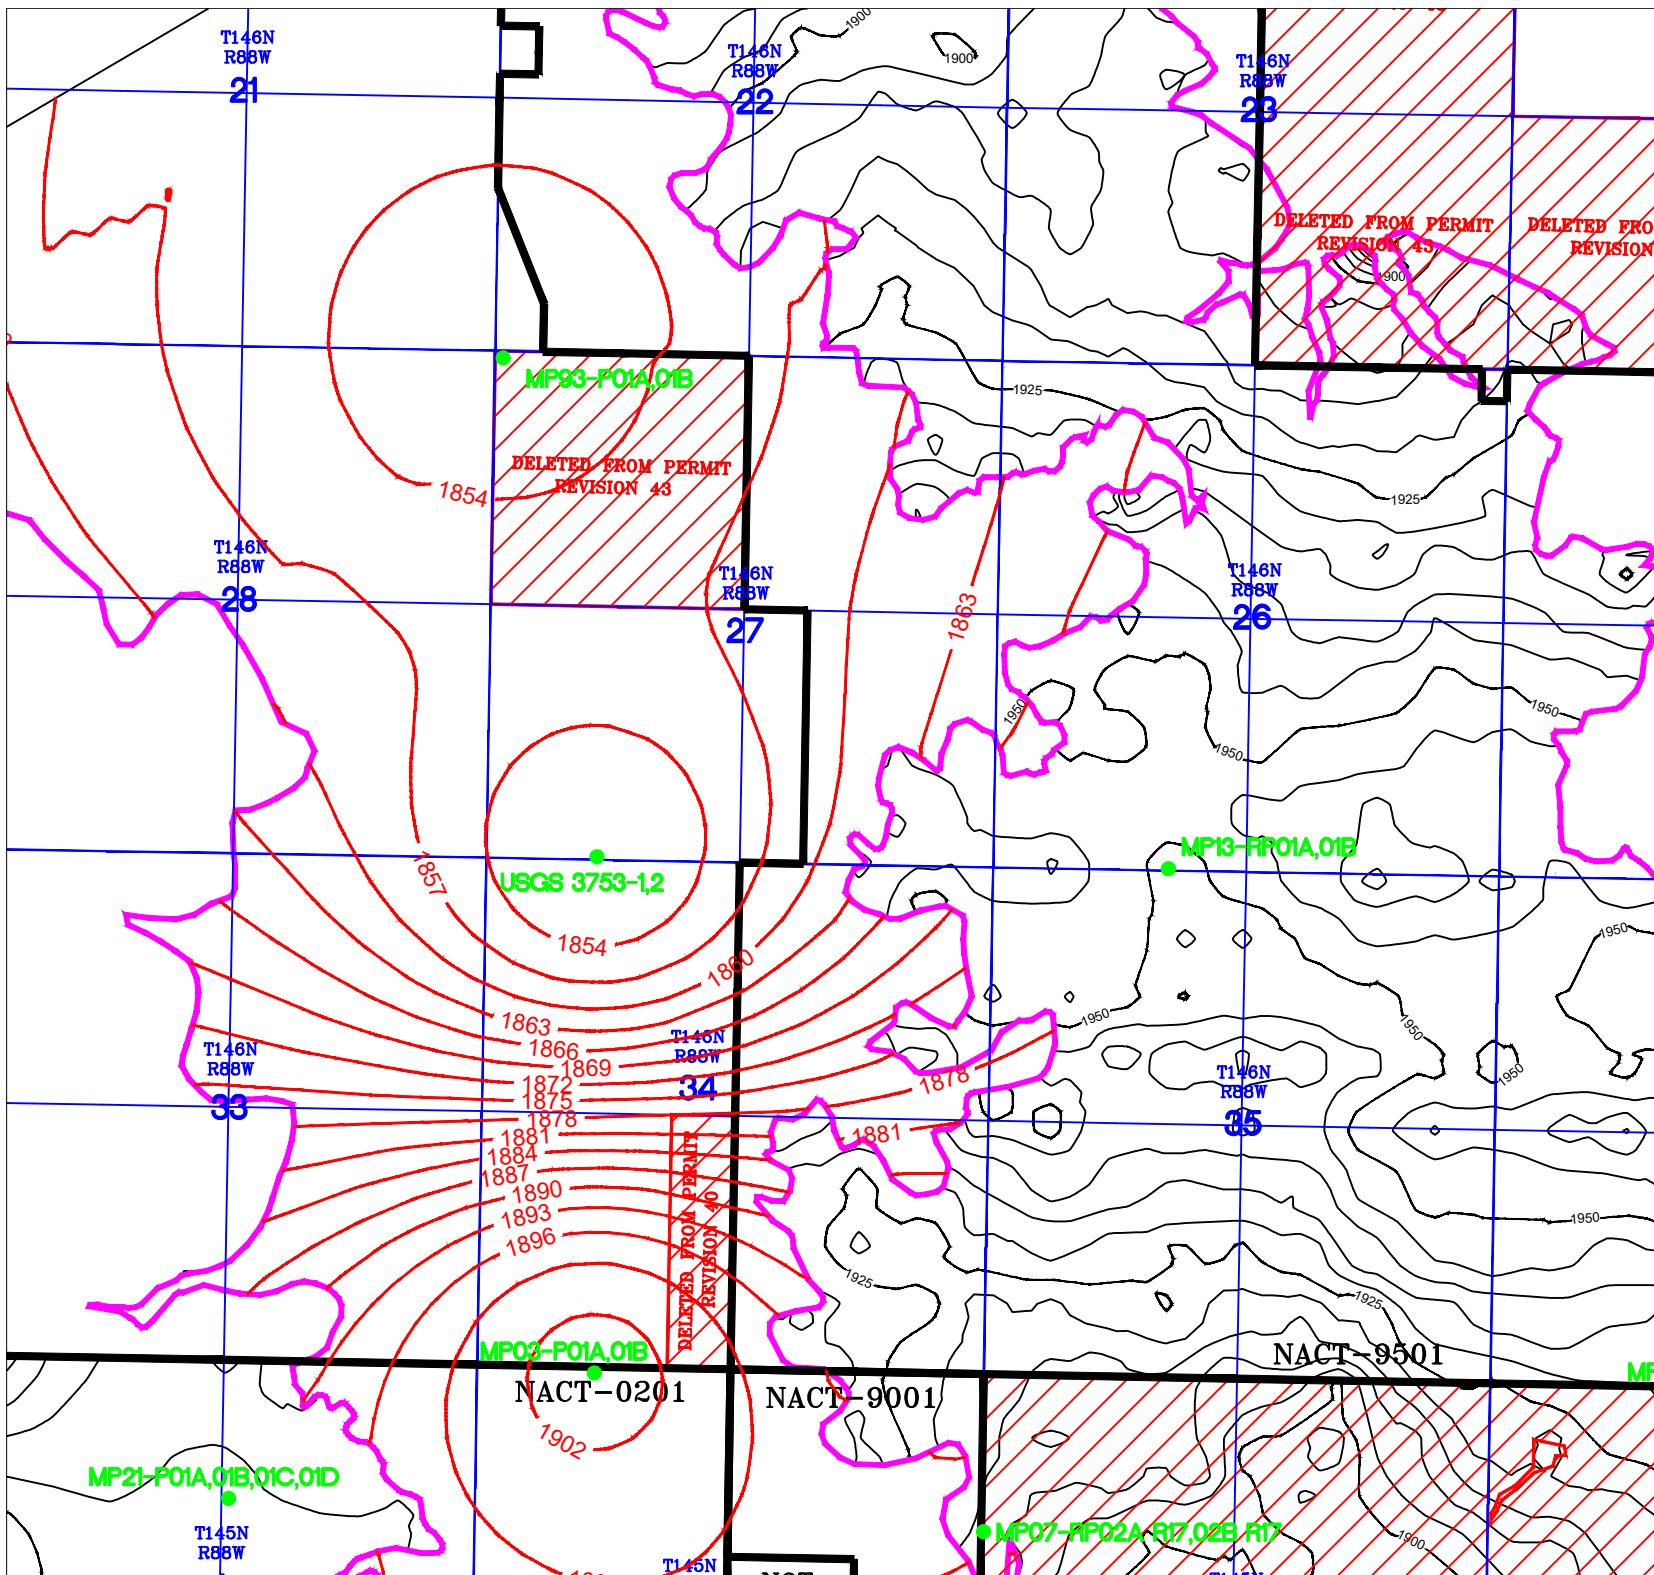 1900
T146N
R88W
21
T146N
R88W
22
1900
T146N
R88W
23
DELETED FROM PERMIT
REVISION 43
DELETED FRO
REVISION
1900
MP93-P01A,01B
1925
DELETED FROM PERMIT
REVISION 43
1854
1925
T146N
R88W
28
T146N
R88W
27
T146N
R88W
26
1863
1950
1950
1950
MP13-RP01A,01B
1857
USGS 3753-1,2
1854
1860
1950
1863
1950
1950
1866
T146N
R88W
34
T146N
R88W
33
1869
1872
1875
1878
1950
T146N
R88W
35
1878
1881
1881
1884
1887
1890
1893
1896
DELETED FROM PERMIT
REVISION 40
1950
1925
1925
MP03-P01A,01B
NACT-0201
NACT-9001
NACT-9501
1902
MP21-P01A,01B,01C,01D
MP07-RP02A R17,02B R17
1900
T145N
R88W
T145N